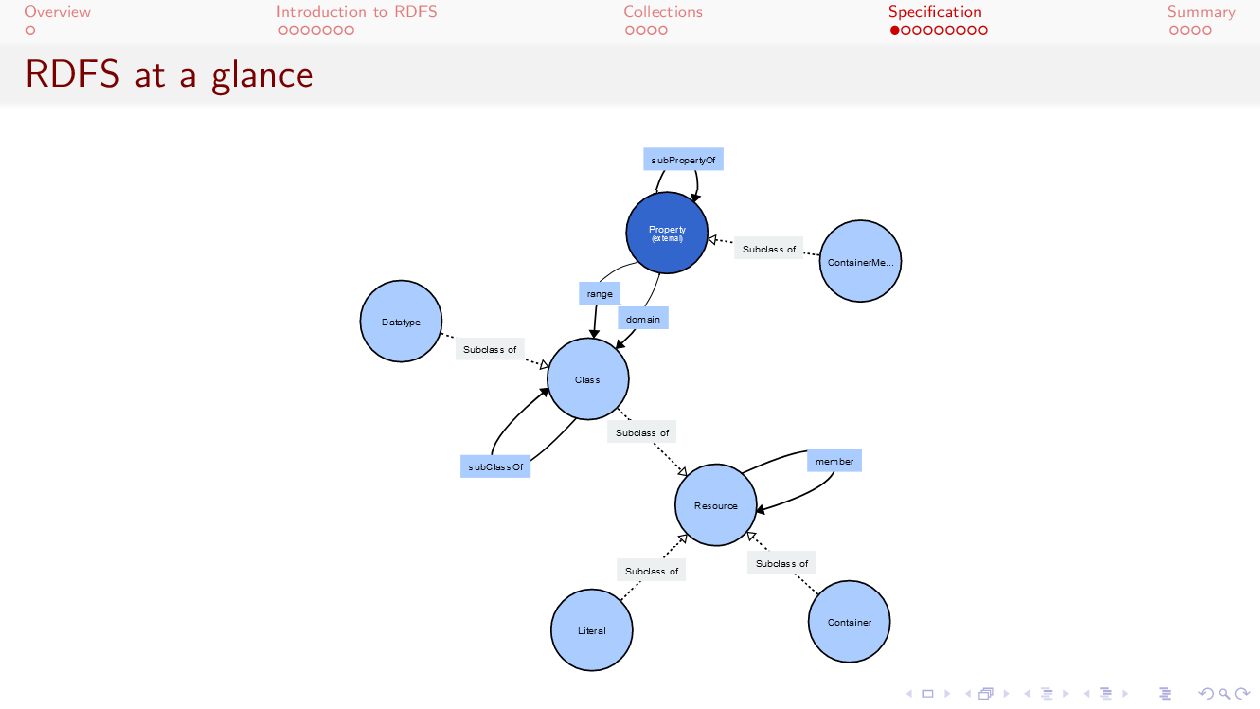 Overview
Introduction to RDFS
Collections
Specification
Summary
RDFS at a glance
subPropertyOf
Property
(external)
Subclass of
ContainerMe...
range
domain
Datatype
Subclass of
Class
Subclass of
subClassOf
member
Resource
Subclass of
Subclass of
Literal
Container